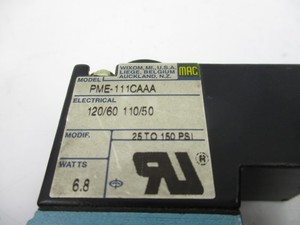 WIXOM, MI., U.S.A
LIEGE, BELGIUM
AUCKLAND, N.Z.
MAC
MODEL
PME-111CAAA
ELECTRICAL
120/60 110/50
MODIF.
25 TO 150 PSI
WATTS
6.8
UR
®